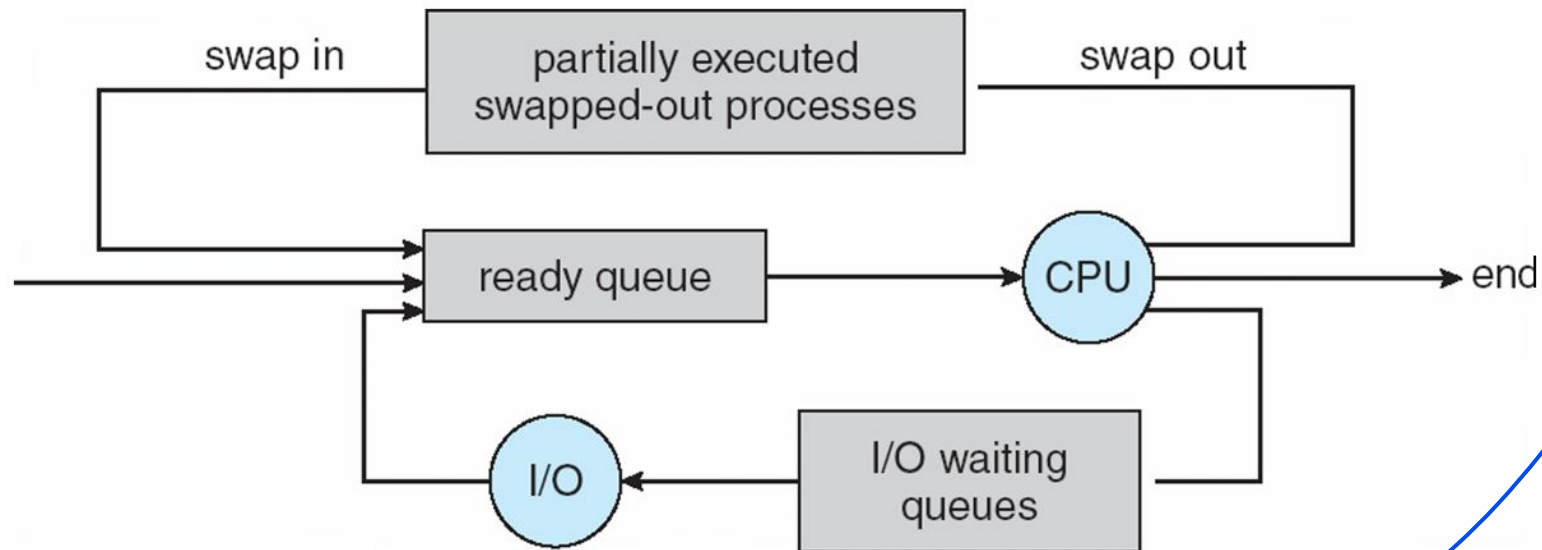 swap in
partially executed
swapped-out processes
swap out
ready queue
CPU
end
I/O
I/O waiting
queues